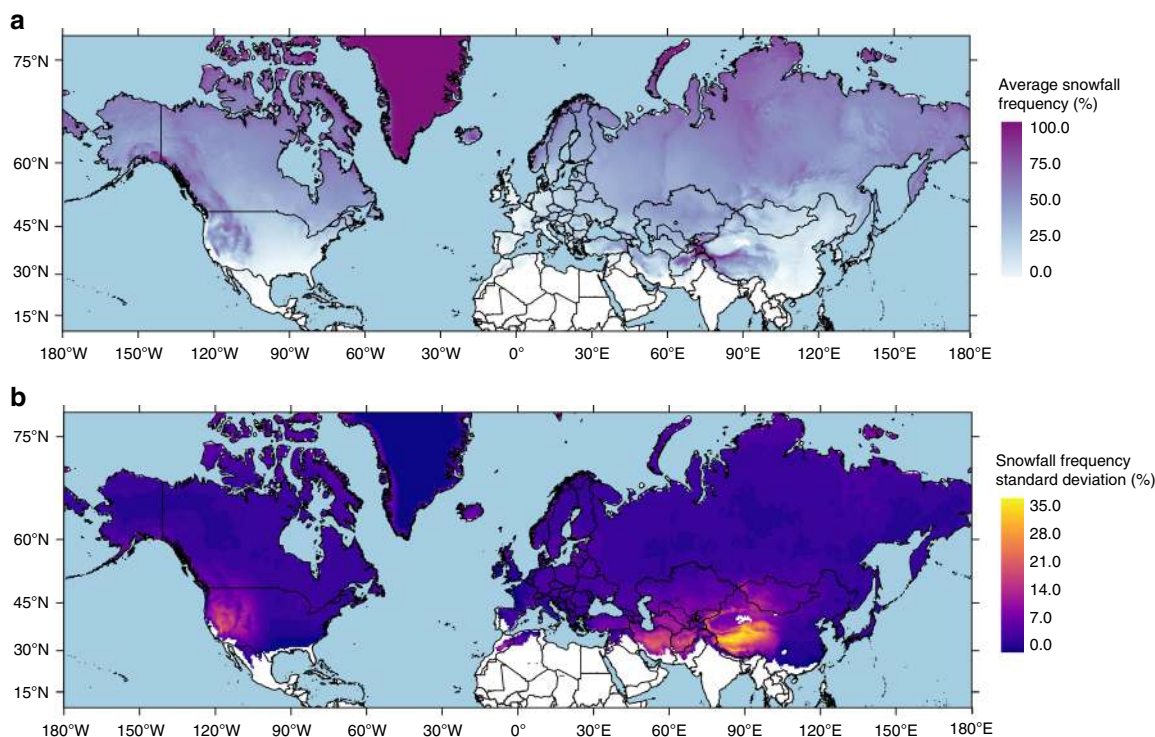 a
75°N
60°N
45°N
30°N
15°N
180°W 150°W 120°W 90°W 60°W 30°W 0° 30°E 60°E 90°E 120°E 150°E 180°E
Average snowfall
frequency (%)
100.0
75.0
50.0
25.0
0.0
b
75°N
60°N
45°N
30°N
15°N
180°W 150°W 120°W 90°W 60°W 30°W 0° 30°E 60°E 90°E 120°E 150°E 180°E
Snowfall frequency
standard deviation (%)
35.0
28.0
21.0
14.0
7.0
0.0